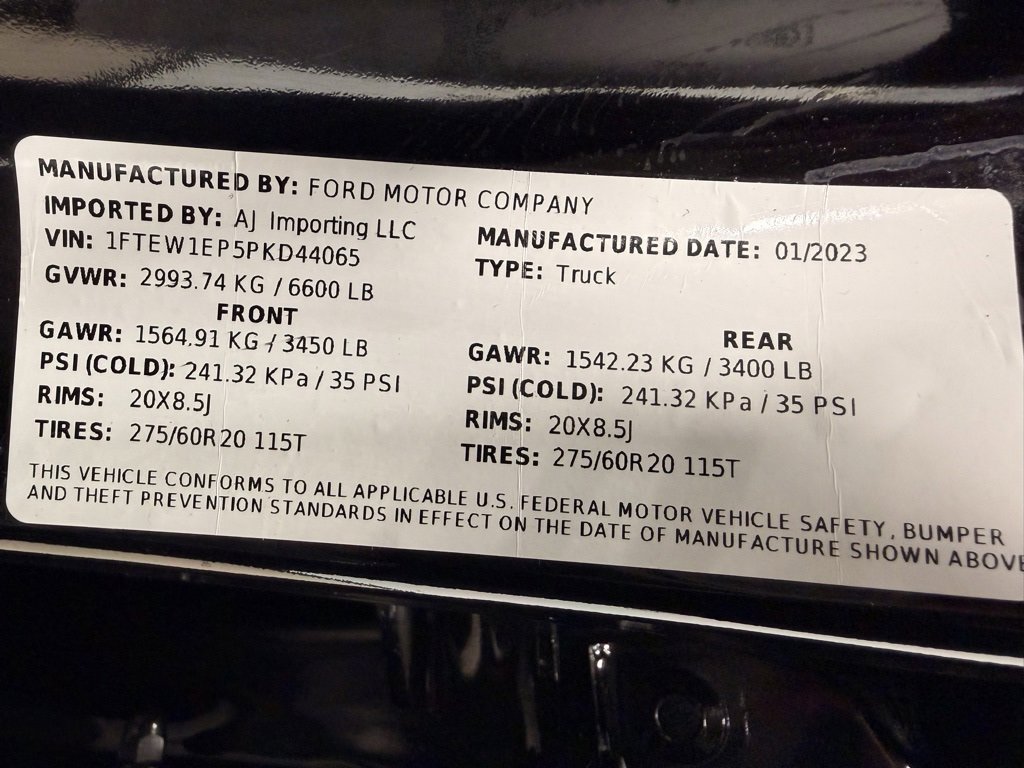 MANUFACTURED BY: FORD MOTOR COMPANY
IMPORTED BY: AJ Importing LLC
VIN: 1FTEW1EP5PKD44065
MANUFACTURED DATE: 01/2023
GVWR: 2993.74 KG / 6600 LB
TYPE: Truck
FRONT
GAWR: 1564.91 KG / 3450 LB
PSI (COLD): 241.32 KPa / 35 PSI
RIMS: 20X8.5J
TIRES: 275/60R20 115T
REAR
GAWR: 1542.23 KG / 3400 LB
PSI (COLD): 241.32 KPa / 35 PSI
RIMS: 20X8.5J
TIRES: 275/60R20 115T
THIS VEHICLE CONFORMS TO ALL APPLICABLE U.S. FEDERAL MOTOR VEHICLE SAFETY, BUMPER
AND THEFT PREVENTION STANDARDS IN EFFECT ON THE DATE OF MANUFACTURE SHOWN ABOVE